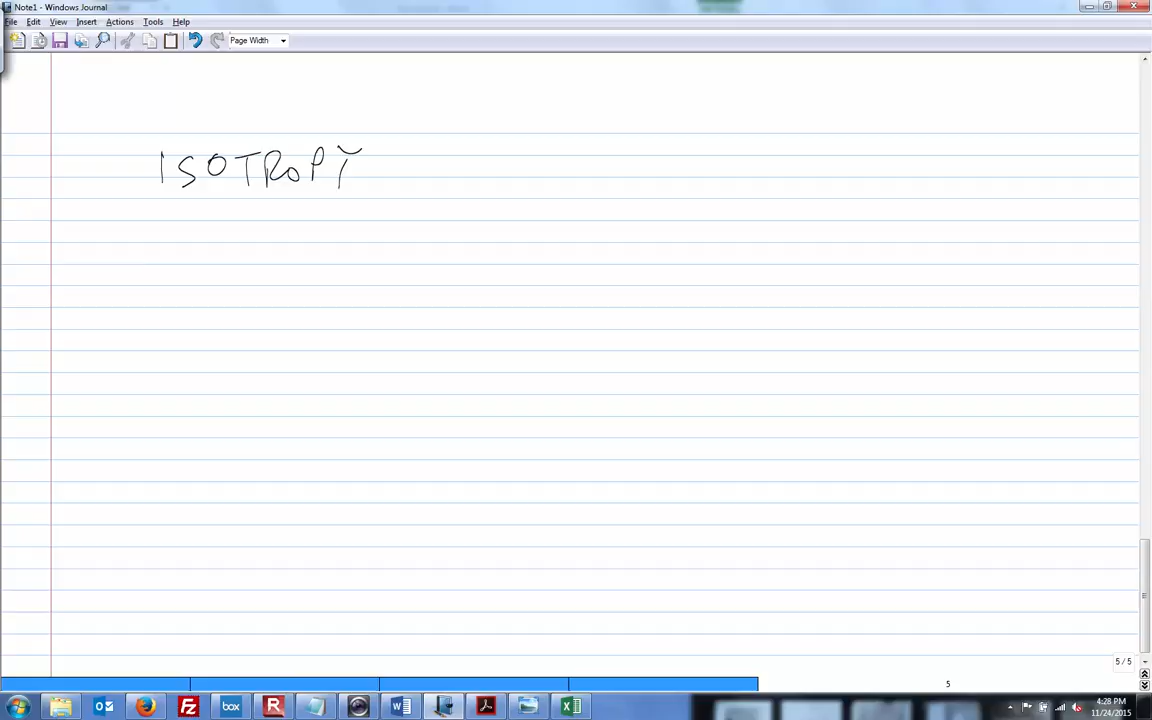 Note1 - Windows Journal
File Edit View Insert Actions Tools Help
Page Width
ISOTROPY
5 / 5
5
box
4:28 PM
11/24/2015